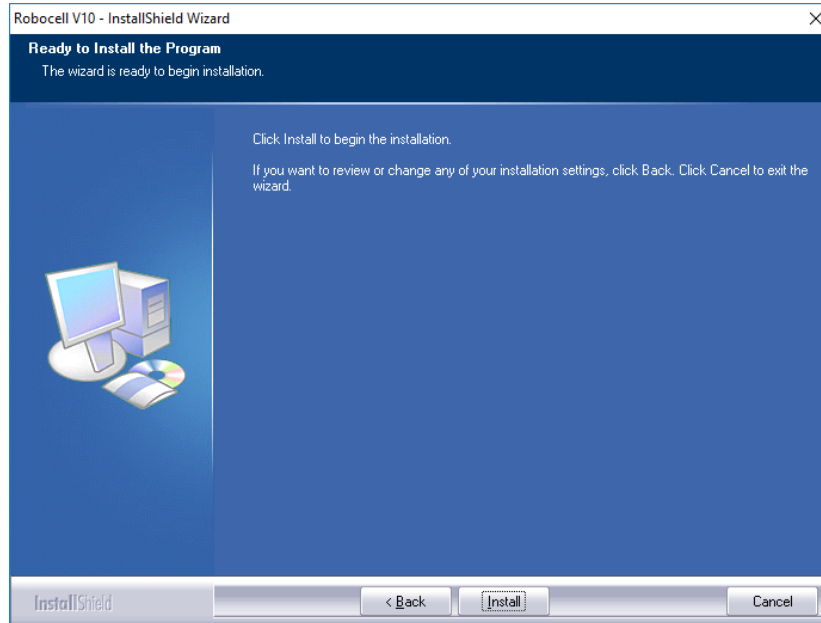 Robocell V10 - InstallShield Wizard
Ready to Install the Program
The wizard is ready to begin installation.
Click Install to begin the installation.
If you want to review or change any of your installation settings, click Back. Click Cancel to exit the
wizard.
InstallShield
< Back Install Cancel